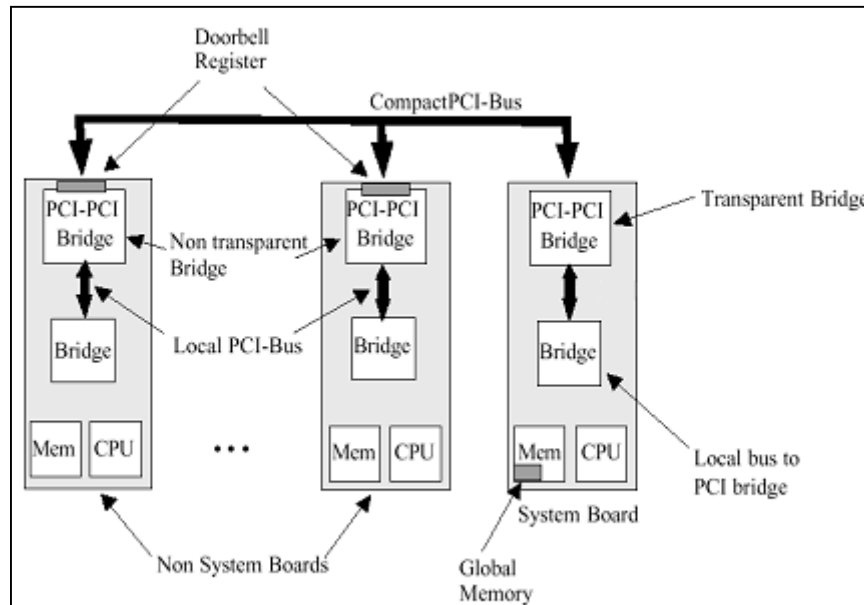 Doorbell
Register
CompactPCI-Bus
PCI-PCI
Bridge
PCI-PCI
Bridge
PCI-PCI
Bridge
Transparent Bridge
Non transparent
Bridge
Local PCI-Bus
Bridge
Bridge
Bridge
Mem
CPU
...
Mem
CPU
Mem
CPU
Local bus to
PCI bridge
System Board
Non System Boards
Global
Memory